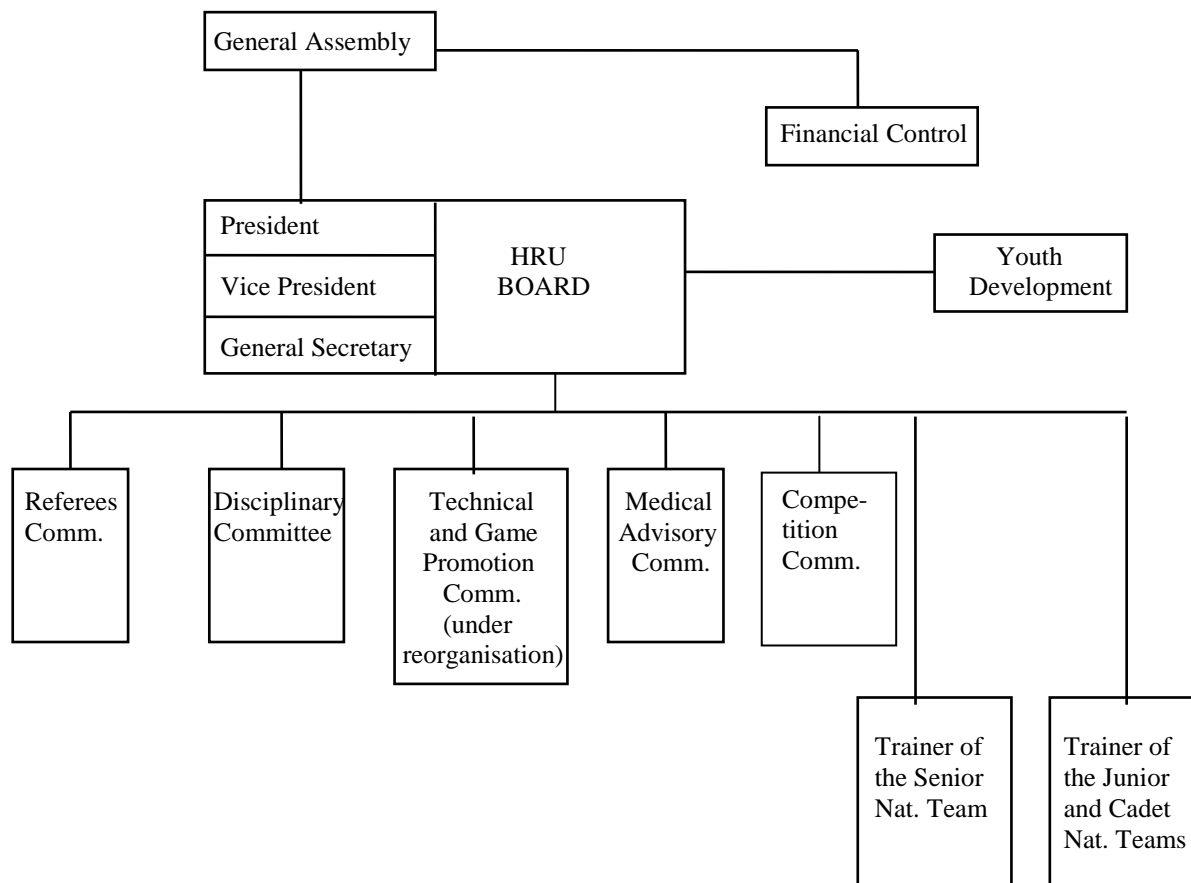 General Assembly
Financial Control
President
Vice President
General Secretary
HRU
BOARD
Youth
Development
Referees
Comm.
Disciplinary
Committee
Technical
and Game
Promotion
Comm.
(under
reorganisation)
Medical
Advisory
Comm.
Compe-
tition
Comm.
Trainer of
the Senior
Nat. Team
Trainer of
the Junior
and Cadet
Nat. Teams